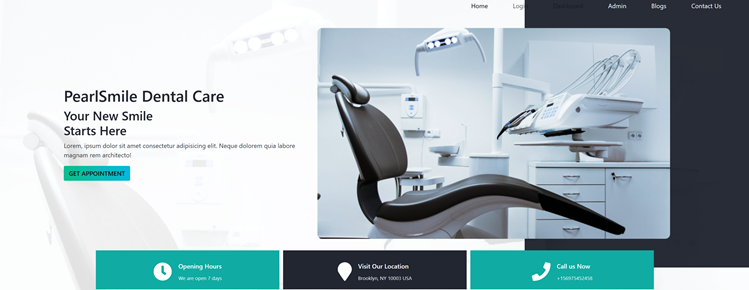 Home Login Dashboard Admin Blogs Contact Us
PearlSmile Dental Care
Your New Smile
Starts Here
Lorem, ipsum dolor sit amet consectetur adipisicing elit. Neque dolorem quia labore
magnam rem architecto!
GET APPOINTMENT
Opening Hours
We are open 7 days
Visit Our Location
Brooklyn, NY 10003 USA
Call us Now
+156975452458